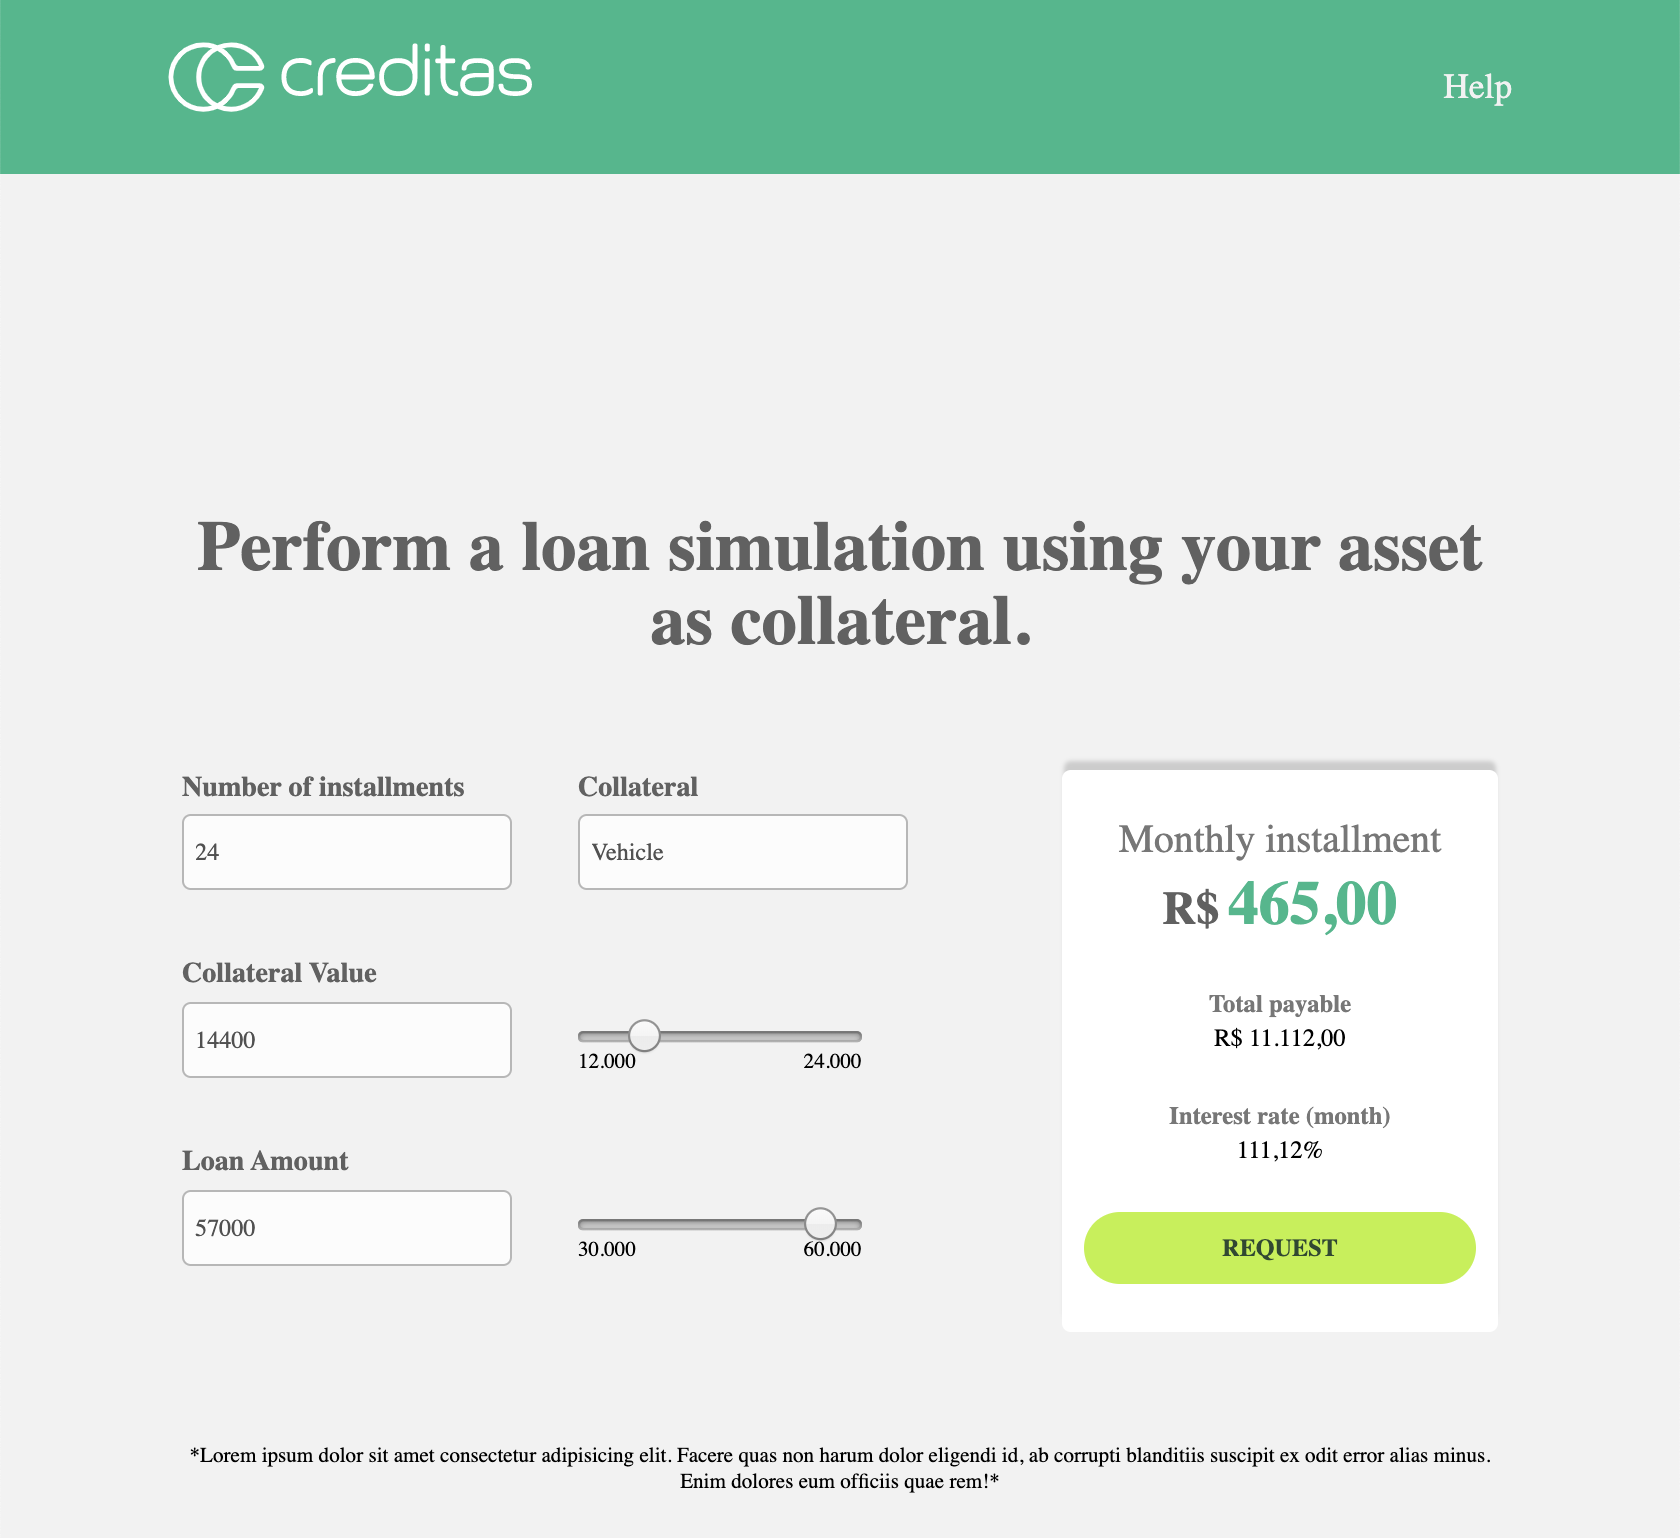 creditas
Help
Perform a loan simulation using your asset
as collateral.
Number of installments
24
Collateral
Vehicle
Collateral Value
14400
12.000
24.000
Loan Amount
57000
30.000
60.000
Monthly installment
R$ 465,00
Total payable
R$ 11.112,00
Interest rate (month)
111,12%
REQUEST
*Lorem ipsum dolor sit amet consectetur adipisicing elit. Facere quas non harum dolor eligendi id, ab corrupti blanditiis suscipit ex odit error alias minus.
Enim dolores eum officiis quae rem!*